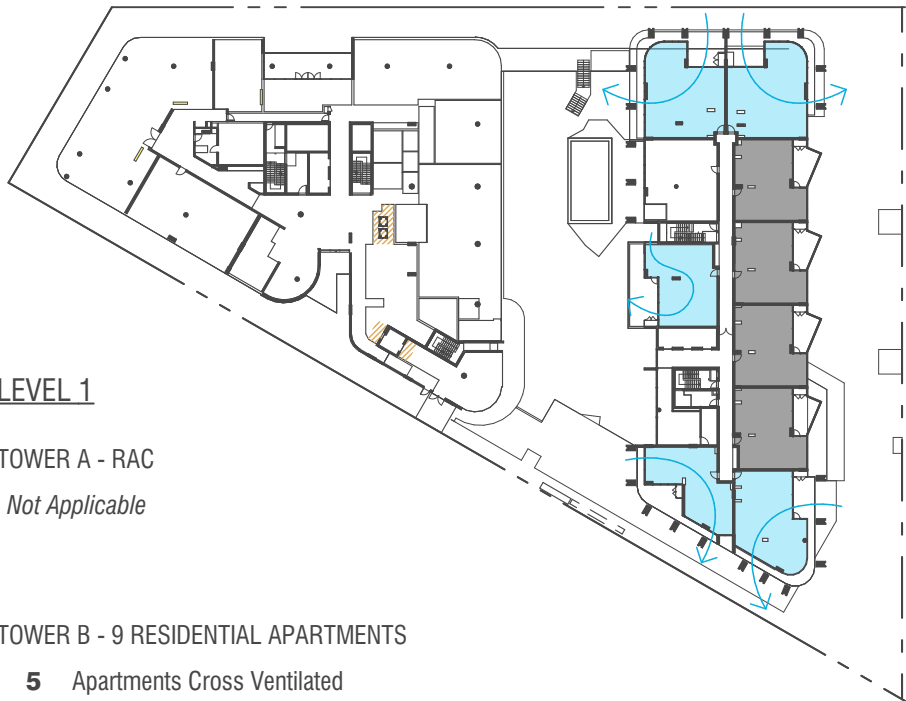 LEVEL 1
TOWER A - RAC
Not Applicable
TOWER B - 9 RESIDENTIAL APARTMENTS
5 Apartments Cross Ventilated